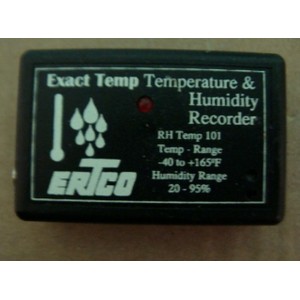 Exact Temp Temperature &
Humidity
Recorder
RH Temp 101
Temp - Range
-40 to +165°F
Humidity Range
20 - 95%
ERTCO